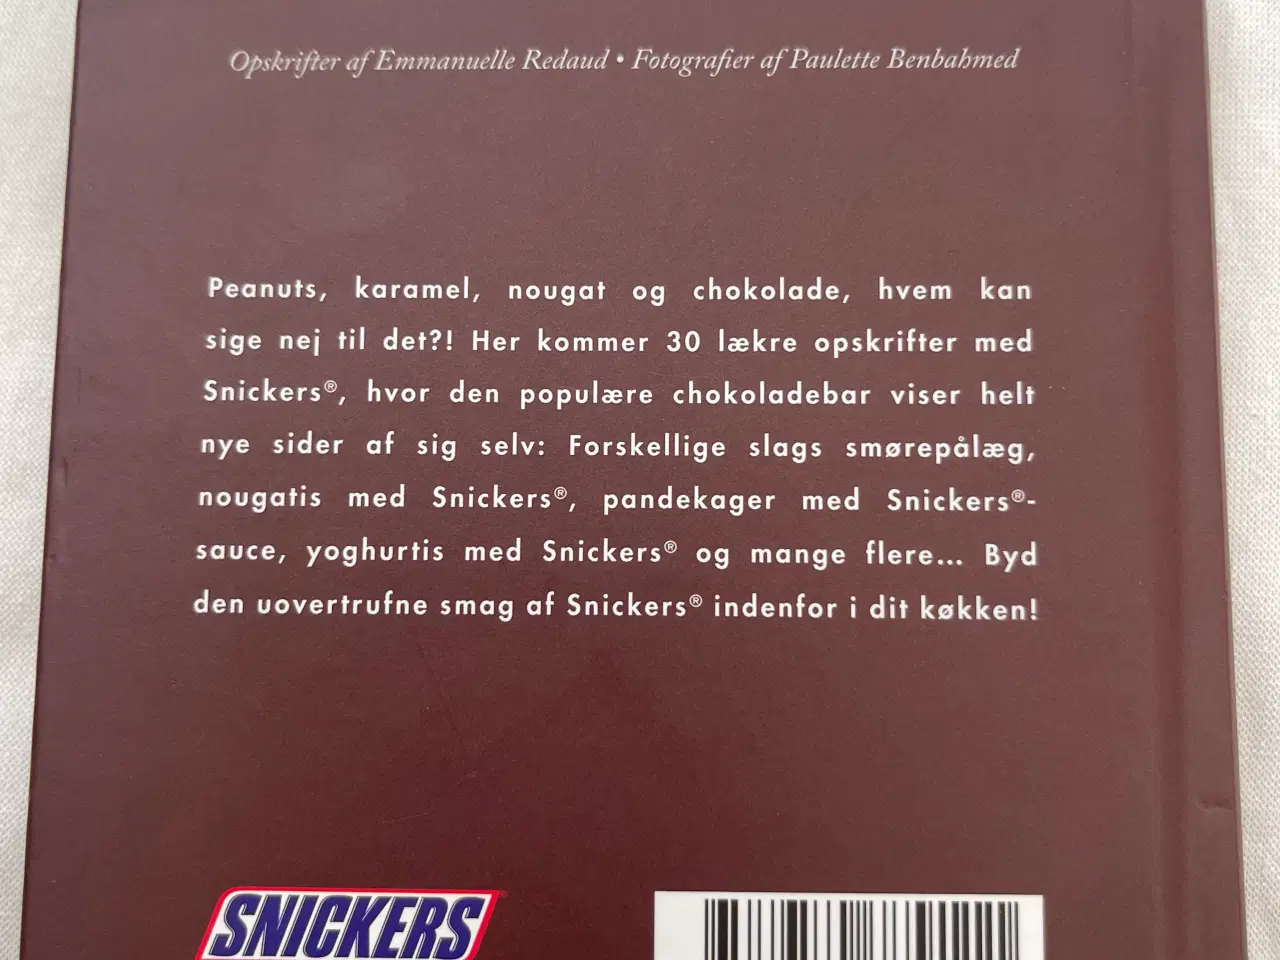 Opskrifter af Emmanuelle Redaud • Fotografier af Paulette Benbahmed
Peanuts, karamel, nougat og chokolade, hvem kan
sige nej til det?! Her kommer 30 lækre opskrifter med
Snickers®, hvor den populære chokoladebar viser helt
nye sider af sig selv: Forskellige slags smørepålæg,
nougatis med Snickers®, pandekager med Snickers®-
sauce, yoghurtis med Snickers® og mange flere... Byd
den uovertrufne smag af Snickers® indenfor i dit køkken!
SNICKERS